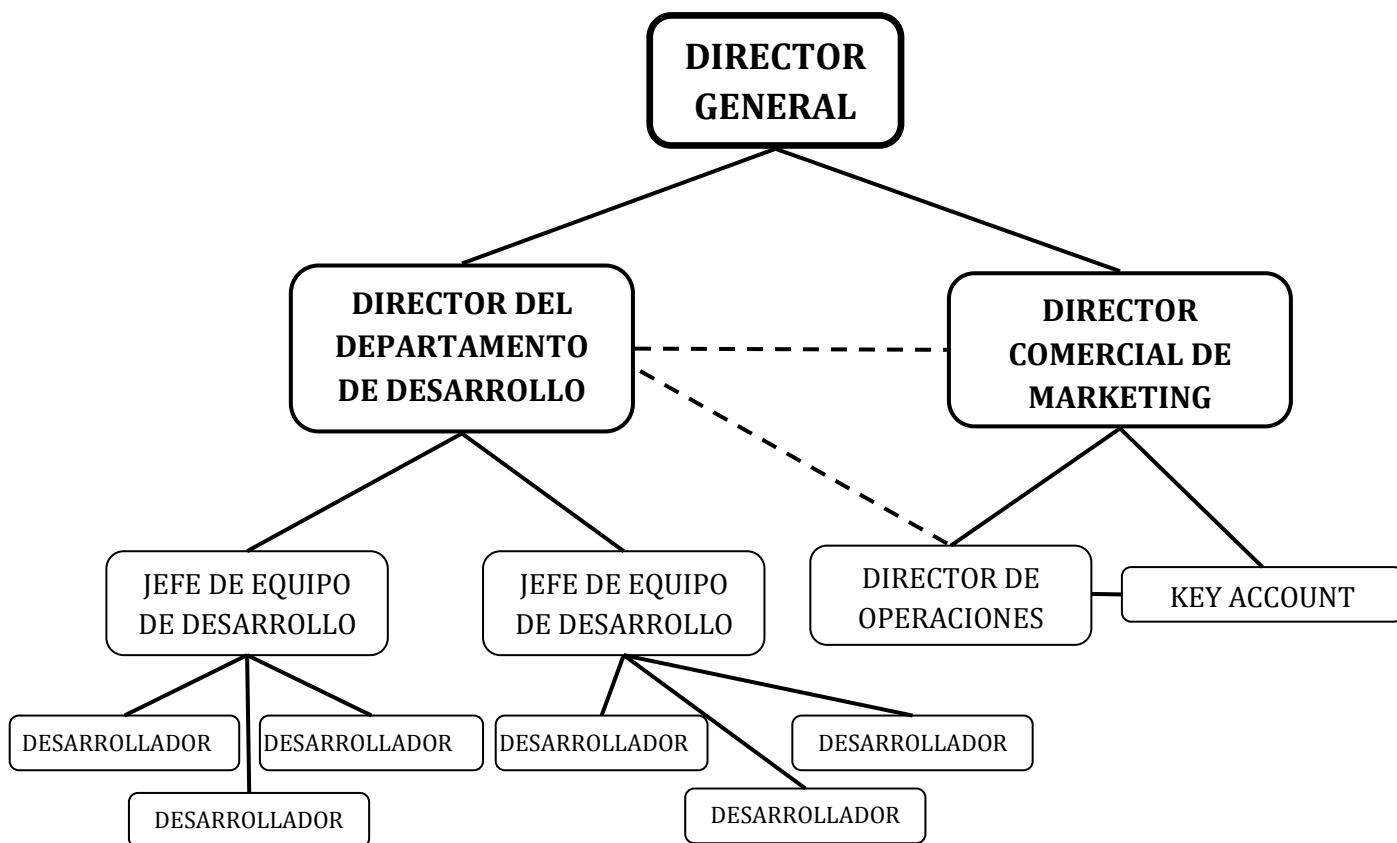 DIRECTOR
GENERAL
DIRECTOR DEL
DEPARTAMENTO
DE DESARROLLO
DIRECTOR
COMERCIAL DE
MARKETING
JEFE DE EQUIPO
DE DESARROLLO
JEFE DE EQUIPO
DE DESARROLLO
DIRECTOR DE
OPERACIONES
KEY ACCOUNT
DESARROLLADOR
DESARROLLADOR
DESARROLLADOR
DESARROLLADOR
DESARROLLADOR
DESARROLLADOR